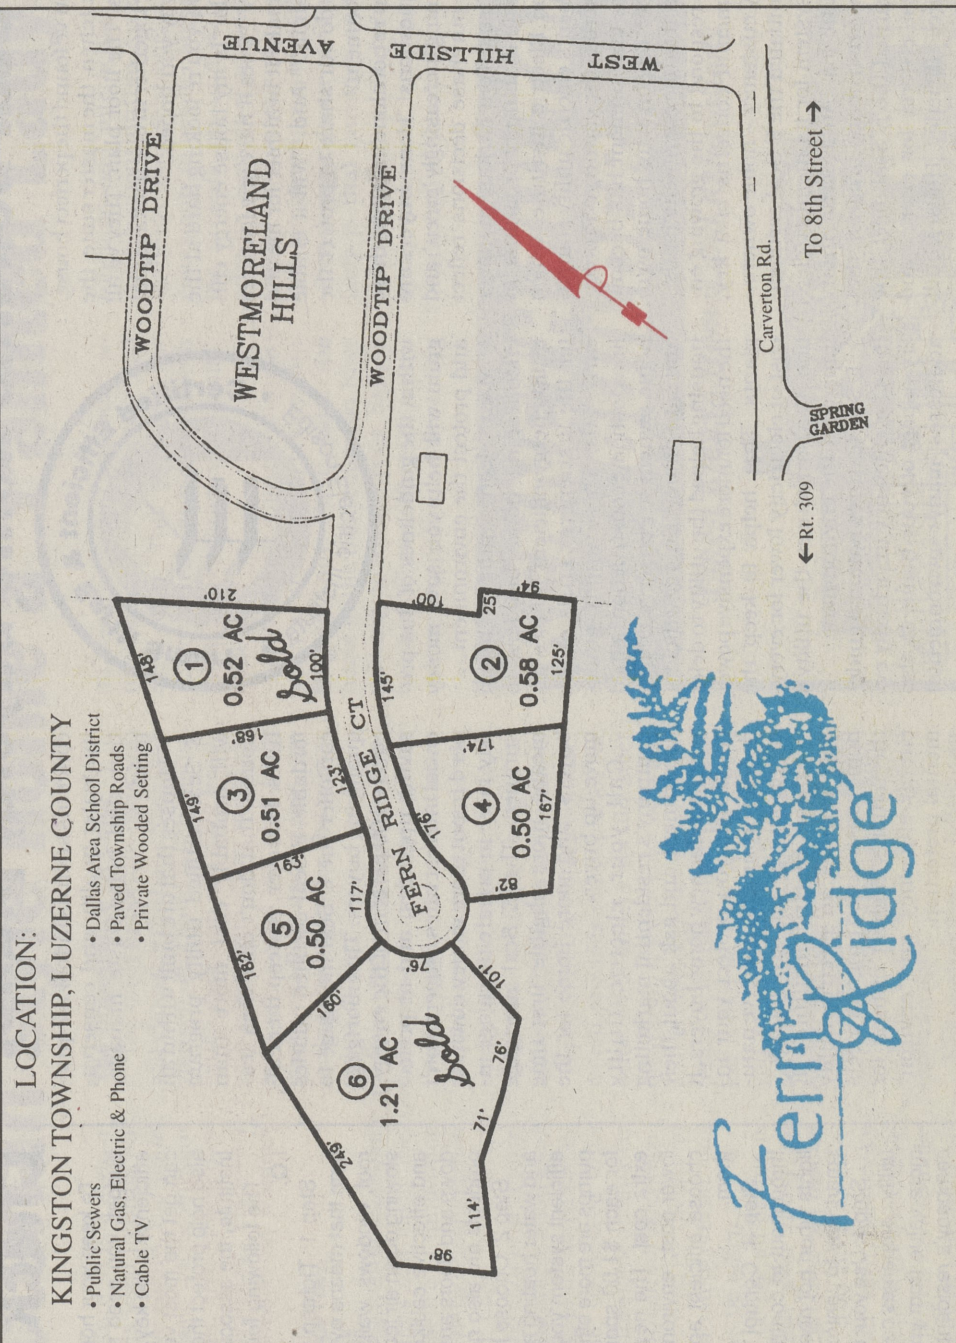 LOCATION:
KINGSTON TOWNSHIP, LUZERNE COUNTY
• Public Sewers
• Natural Gas, Electric & Phone
• Cable TV
• Dallas Area School District
• Paved Township Roads
• Private Wooded Setting
WOODTIP DRIVE
WESTMORELAND
HILLS
WOODTIP DRIVE
WEST HILLSIDE AVENUE
148'
210'
1
0.52 AC
Sold
100'
149'
168'
3
0.51 AC
123'
182'
163'
5
0.50 AC
117'
160'
249'
6
1.21 AC
Sold
76'
101'
76'
71'
114'
98'
FERN RIDGE CT
145'
100'
25'
94'
2
0.58 AC
125'
176'
174'
4
0.50 AC
167'
82'
Carverton Rd.
SPRING
GARDEN
←Rt. 309
To 8th Street →
Fern Ridge